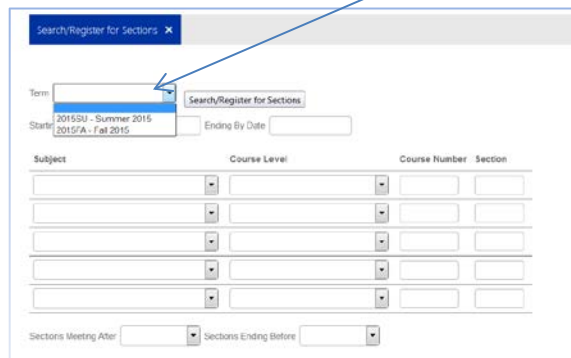 Search/Register for Sections ✕
Term
Search/Register for Sections
2015SU - Summer 2015
2015FA - Fall 2015
Ending By Date
Subject Course Level Course Number Section
Sections Meeting After Sections Ending Before